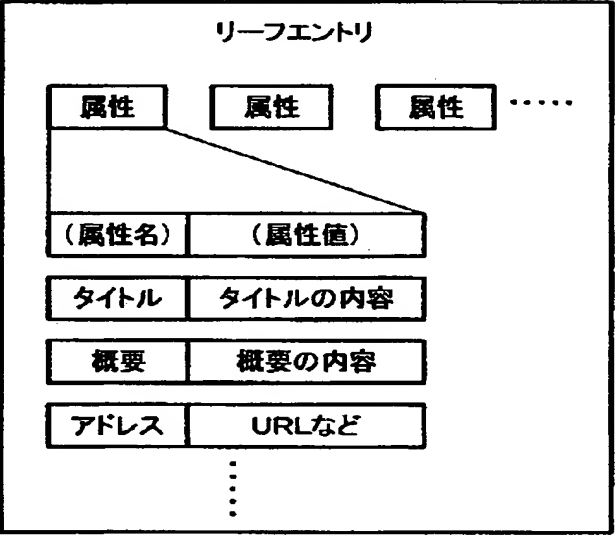 リーフエントリ
属性 属性 属性 ‥‥‥
(属性名) (属性値)
タイトル タイトルの内容
概要 概要の内容
アドレス URLなど